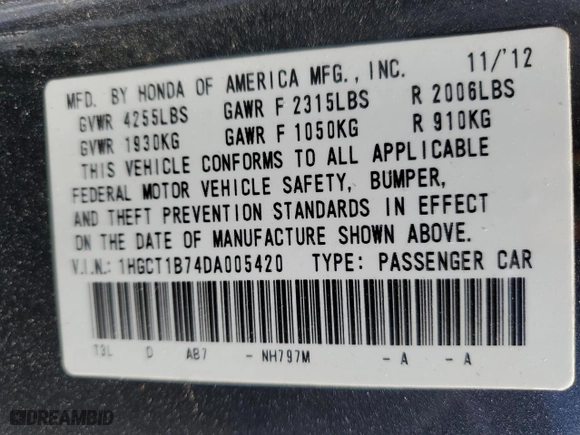 MFD. BY HONDA OF AMERICA MFG., INC. 11/'12
GVWR 4255LBS GAWR F 2315LBS R 2006LBS
GVWR 1930KG GAWR F 1050KG R 910KG
THIS VEHICLE CONFORMS TO ALL APPLICABLE
FEDERAL MOTOR VEHICLE SAFETY, BUMPER,
AND THEFT PREVENTION STANDARDS IN EFFECT
ON THE DATE OF MANUFACTURE SHOWN ABOVE.
V.I.N.: 1HGCT1B74DA005420 TYPE: PASSENGER CAR
T3L D AB7 - NH797M - A - A
DREAMBID